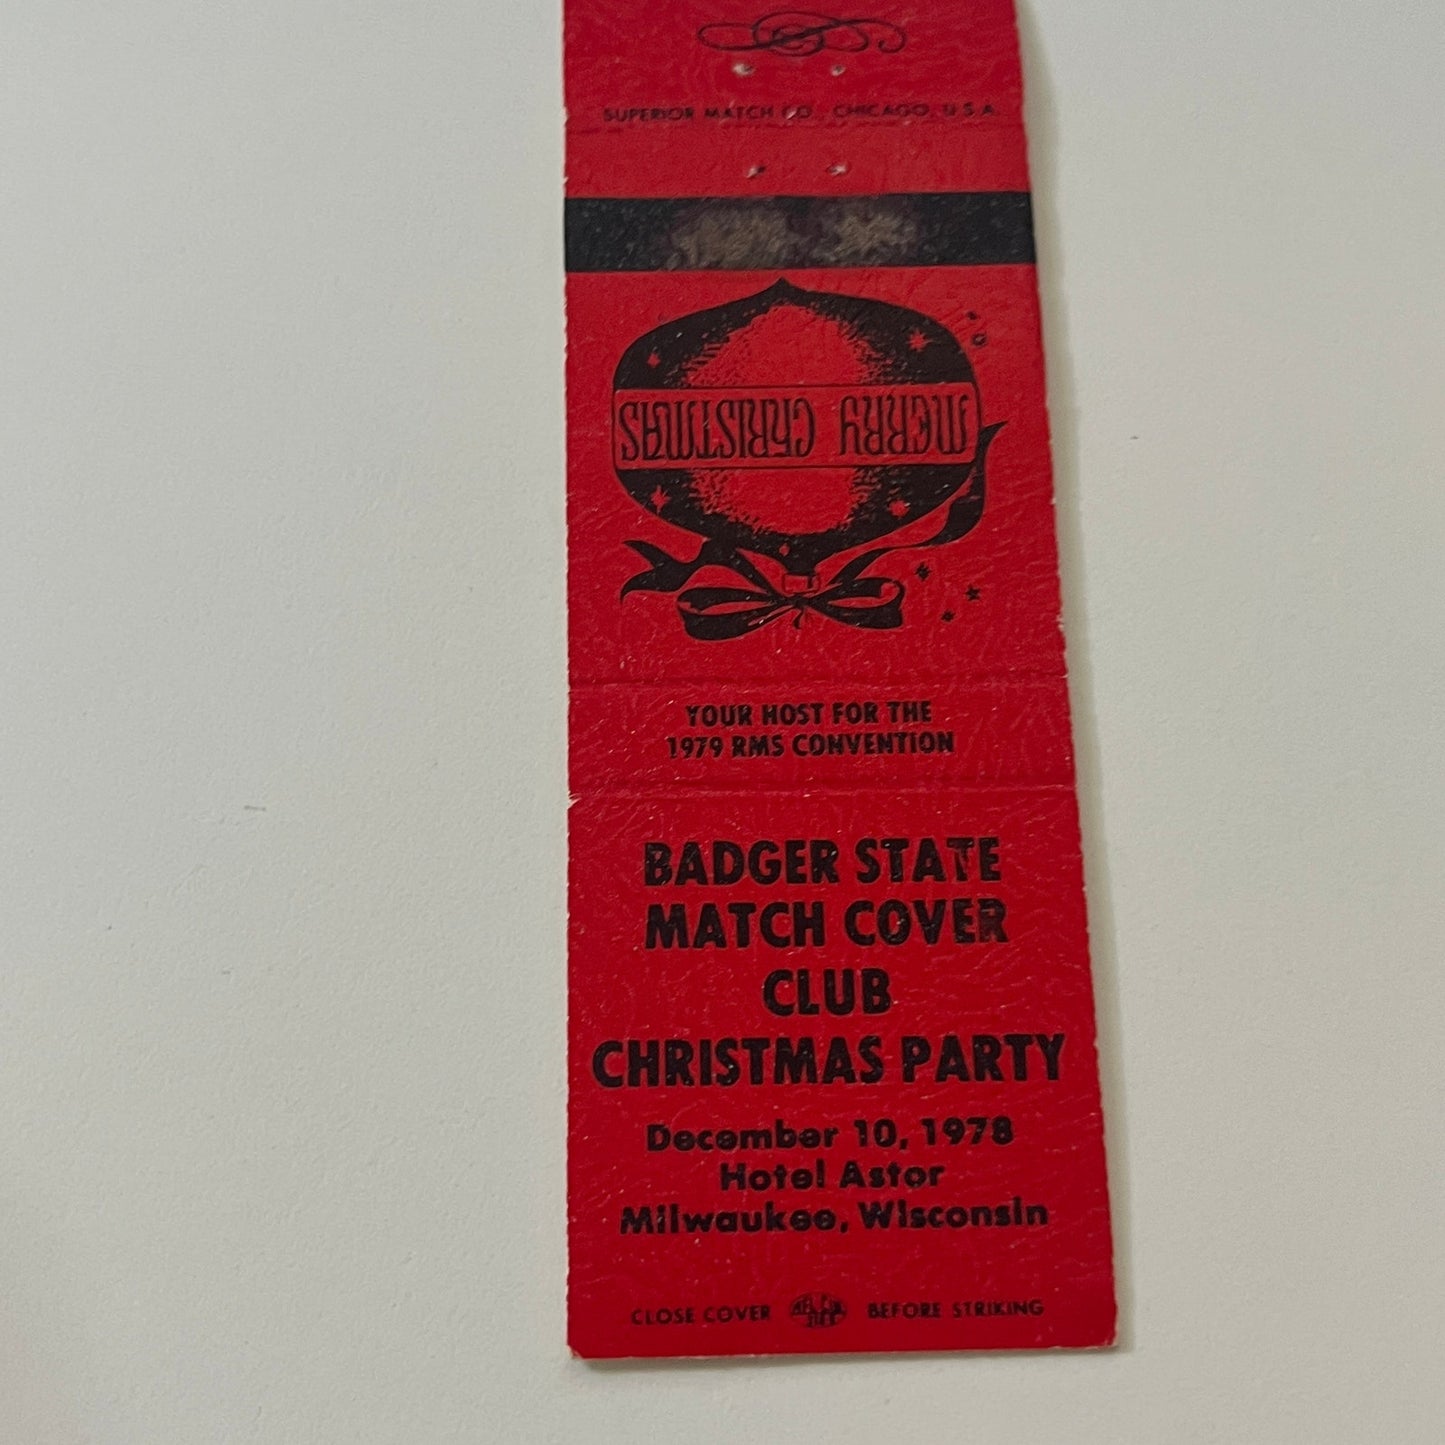 SUPERIOR MATCH CO., CHICAGO, U.S.A.
MERRY CHRISTMAS
YOUR HOST FOR THE
1979 RMS CONVENTION
BADGER STATE
MATCH COVER
CLUB
CHRISTMAS PARTY
December 10, 1978
Hotel Astor
Milwaukee, Wisconsin
CLOSE COVER BEFORE STRIKING